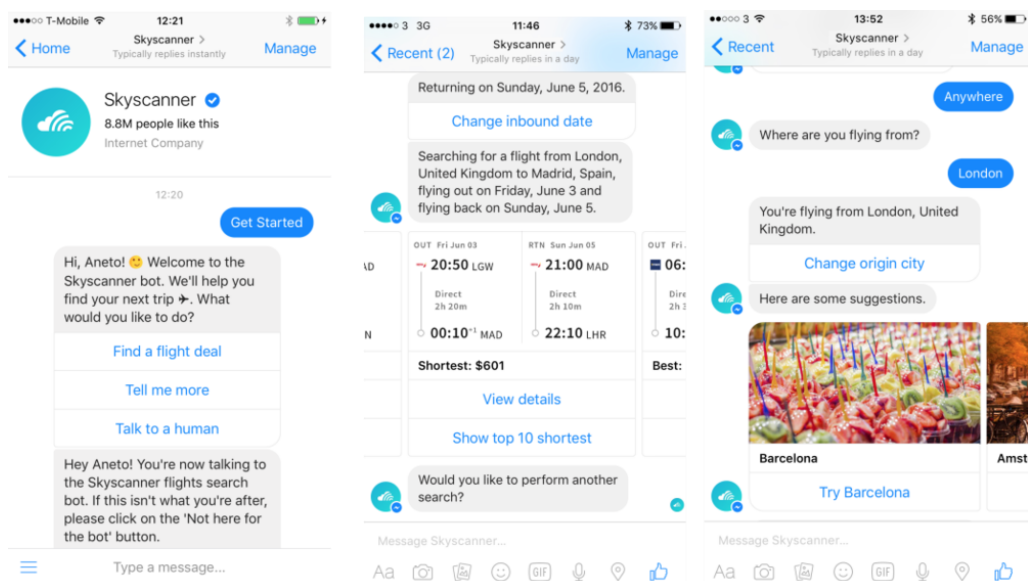 T-Mobile 12:21
Home
Skyscanner >
Typically replies instantly
Manage
Skyscanner
8.8M people like this
Internet Company
12:20
Get Started
Hi, Aneto! Welcome to the
Skyscanner bot. We'll help you
find your next trip ✈. What
would you like to do?
Find a flight deal
Tell me more
Talk to a human
Hey Aneto! You're now talking to
the Skyscanner flights search
bot. If this isn't what you're after,
please click on the 'Not here for
the bot' button.
Type a message...
3 3G 11:46 73%
Recent (2)
Skyscanner >
Typically replies in a day
Manage
Returning on Sunday, June 5, 2016.
Change inbound date
Searching for a flight from London,
United Kingdom to Madrid, Spain,
flying out on Friday, June 3 and
flying back on Sunday, June 5.
OUT Fri Jun 03
20:50 LGW
Direct
2h 20m
00:10+1 MAD
RTN Sun Jun 05
21:00 MAD
Direct
2h 10m
22:10 LHR
OUT Fri
06:
10:
Shortest: $601
Best:
View details
Show top 10 shortest
Would you like to perform another
search?
Message Skyscanner...
Aa GIF
3 13:52 56%
Recent
Skyscanner >
Typically replies in a day
Manage
Anywhere
Where are you flying from?
London
You're flying from London, United
Kingdom.
Change origin city
Here are some suggestions.
Barcelona
Amst
Try Barcelona
Message Skyscanner...
Aa GIF